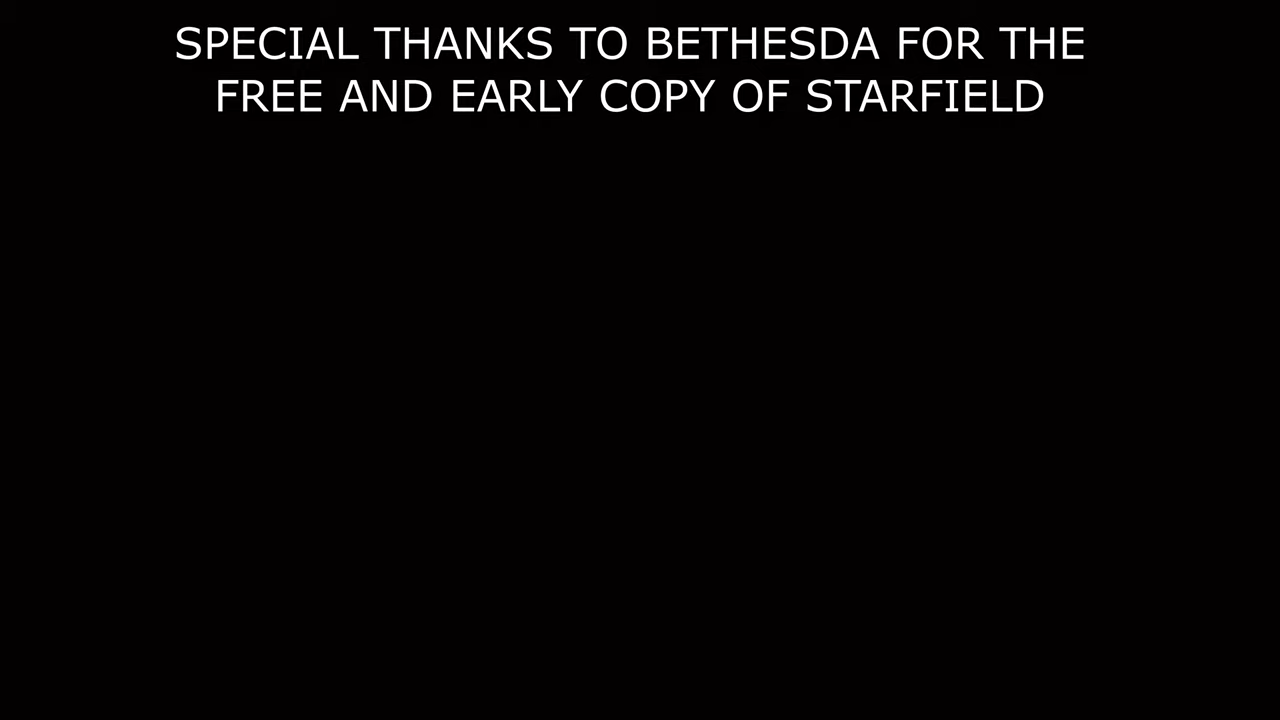 SPECIAL THANKS TO BETHESDA FOR THE
FREE AND EARLY COPY OF STARFIELD